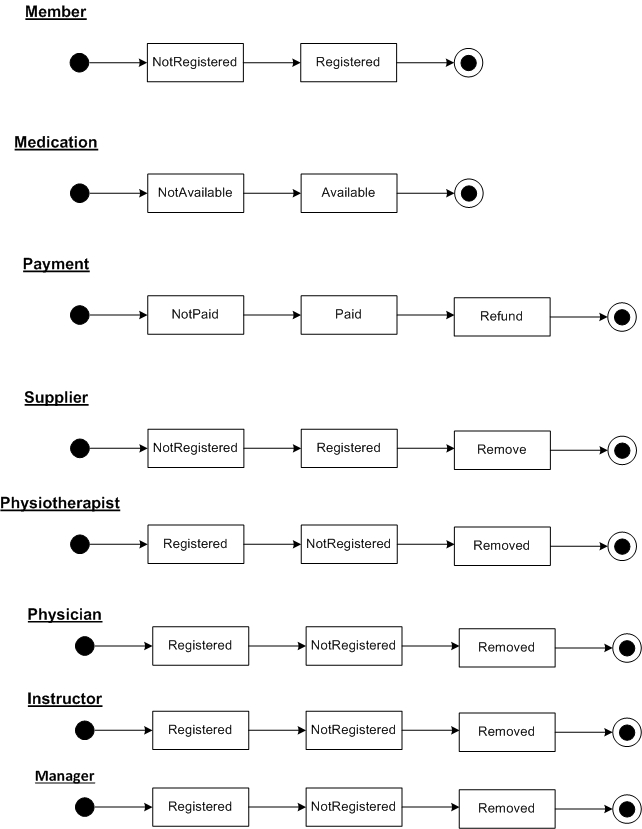 Member
NotRegistered Registered
Medication
NotAvailable Available
Payment
NotPaid Paid Refund
Supplier
NotRegistered Registered Remove
Physiotherapist
Registered NotRegistered Removed
Physician
Registered NotRegistered Removed
Instructor
Registered NotRegistered Removed
Manager
Registered NotRegistered Removed